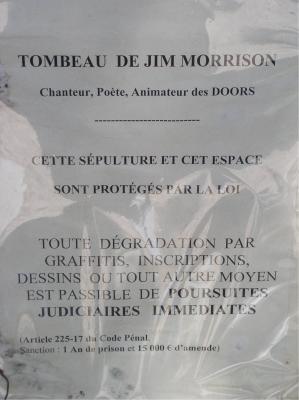 TOMBEAU DE JIM MORRISON
Chanteur, Poète, Animateur des DOORS
--------------------------
CETTE SÉPULTURE ET CET ESPACE
SONT PROTÉGÉS PAR LA LOI
TOUTE DÉGRADATION PAR
GRAFFITIS, INSCRIPTIONS,
DESSINS OU TOUT AUTRE MOYEN
EST PASSIBLE DE POURSUITES
JUDICIAIRES IMMEDIATES
(Article 225-17 du Code Pénal.
Sanction : 1 An de prison et 15 000 € d'amende)